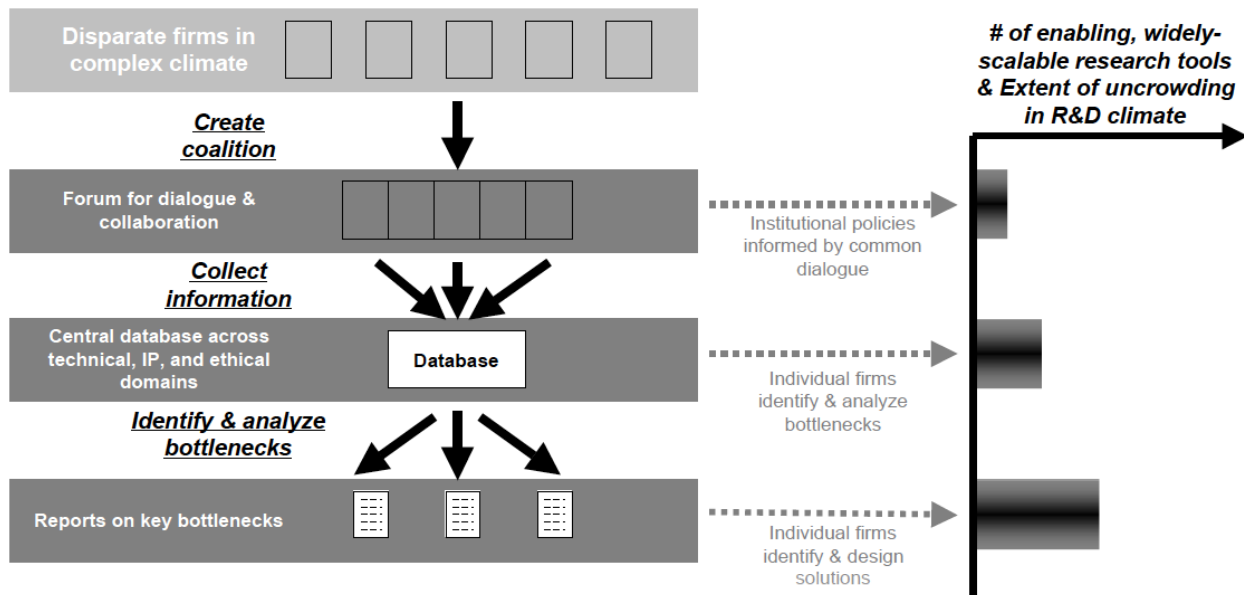 Disparate firms in
complex climate
# of enabling, widely-
scalable research tools
& Extent of uncrowding
in R&D climate
Create
coalition
Forum for dialogue &
collaboration
Institutional policies
informed by common
dialogue
Collect
information
Central database across
technical, IP, and ethical
domains
Database
Individual firms
identify & analyze
bottlenecks
Identify & analyze
bottlenecks
Reports on key bottlenecks
Individual firms
identify & design
solutions